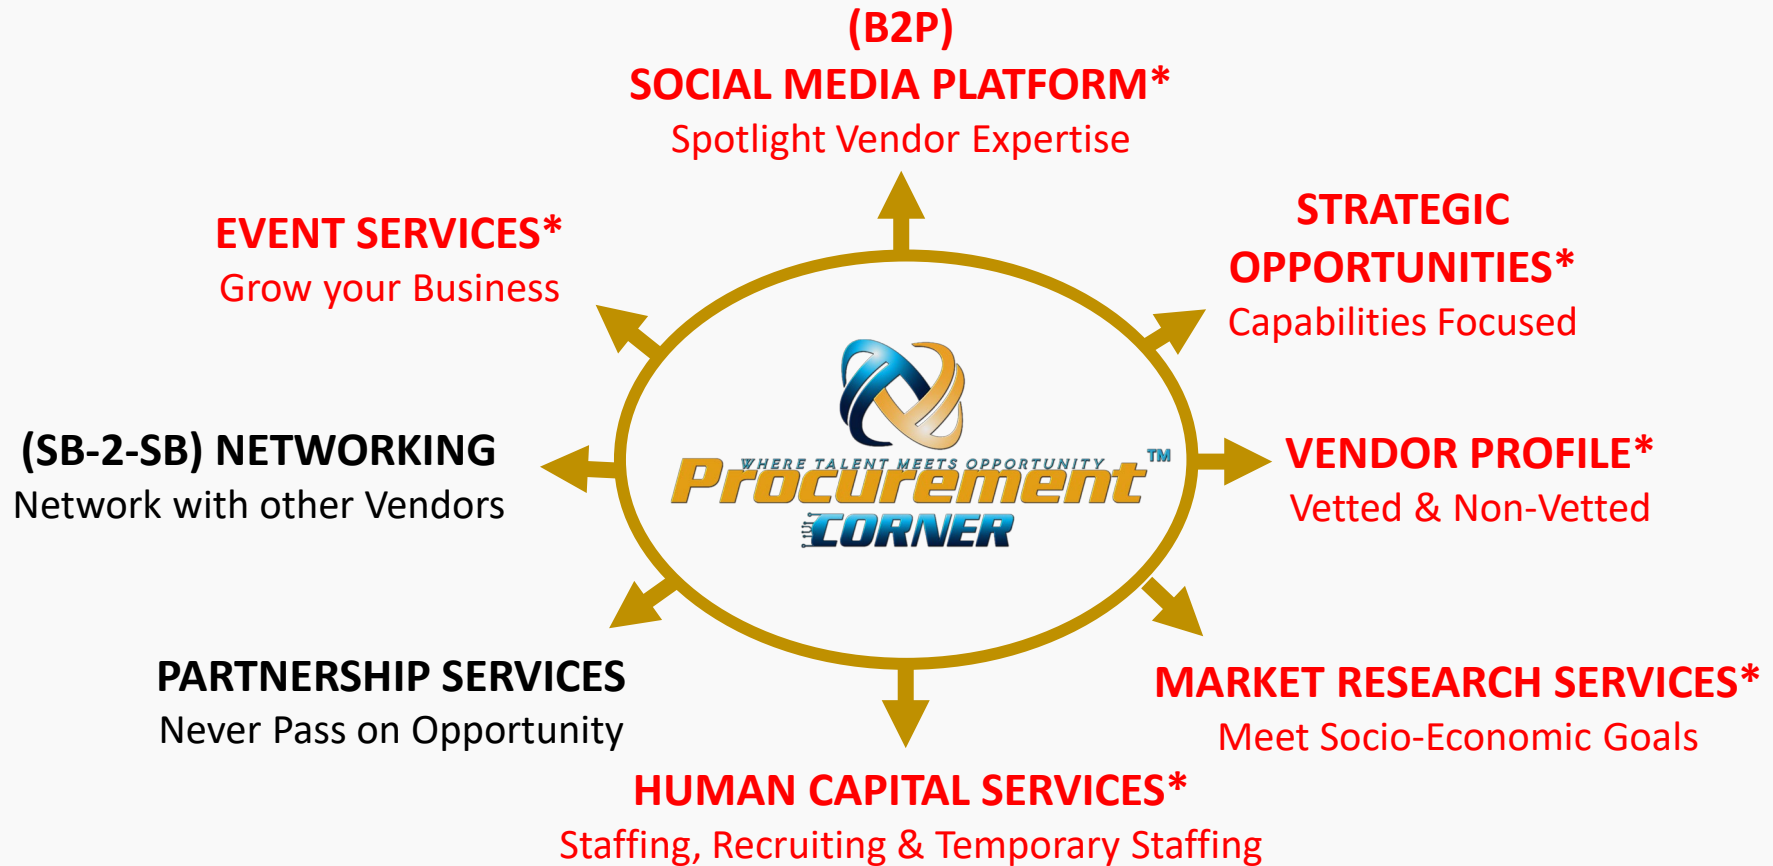 (B2P)
SOCIAL MEDIA PLATFORM*
Spotlight Vendor Expertise
EVENT SERVICES*
Grow your Business
STRATEGIC
OPPORTUNITIES*
Capabilities Focused
(SB-2-SB) NETWORKING
Network with other Vendors
WHERE TALENT MEETS OPPORTUNITY
Procurement™
CORNER
VENDOR PROFILE*
Vetted & Non-Vetted
PARTNERSHIP SERVICES
Never Pass on Opportunity
MARKET RESEARCH SERVICES*
Meet Socio-Economic Goals
HUMAN CAPITAL SERVICES*
Staffing, Recruiting & Temporary Staffing